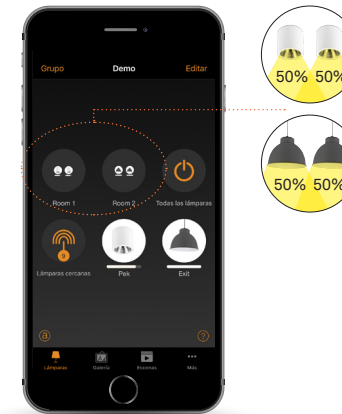 Grupo Demo Editar
50% 50%
50% 50%
Room 1 Room 2 Todas las lámparas
9
Lámparas cercanas Pek Exit
a ?
Lámparas Galería Escenas Más